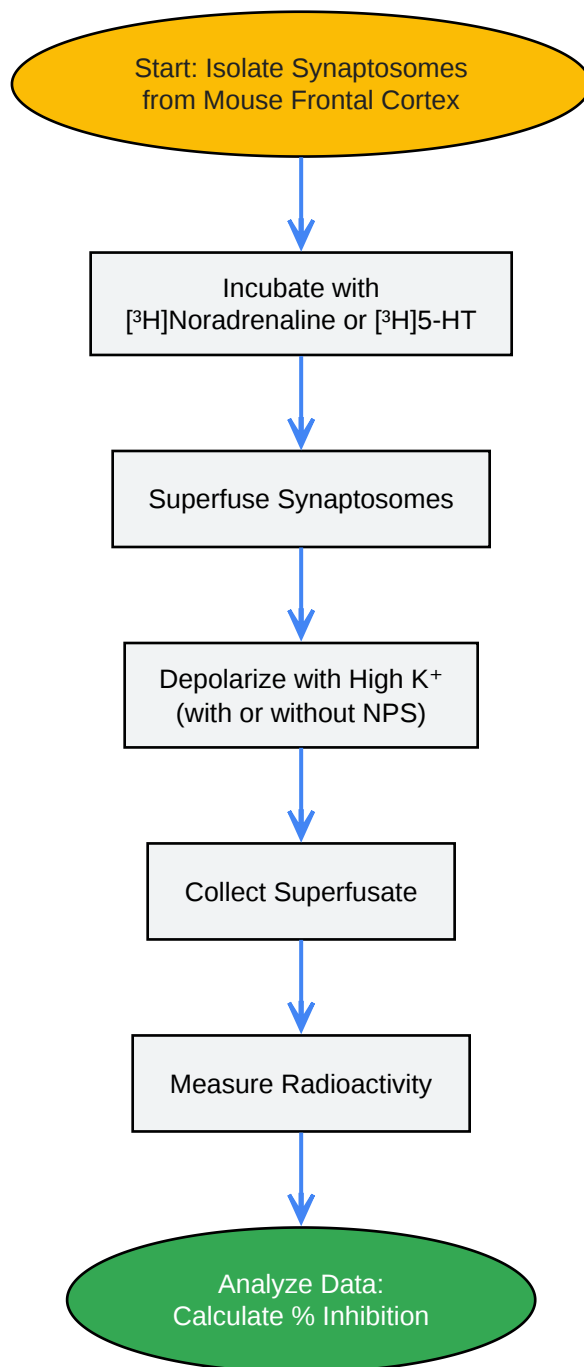 Start: Isolate Synaptosomes
from Mouse Frontal Cortex
Incubate with
[³H]Noradrenaline or [³H]5-HT
Superfuse Synaptosomes
Depolarize with High K⁺
(with or without NPS)
Collect Superfusate
Measure Radioactivity
Analyze Data:
Calculate % Inhibition